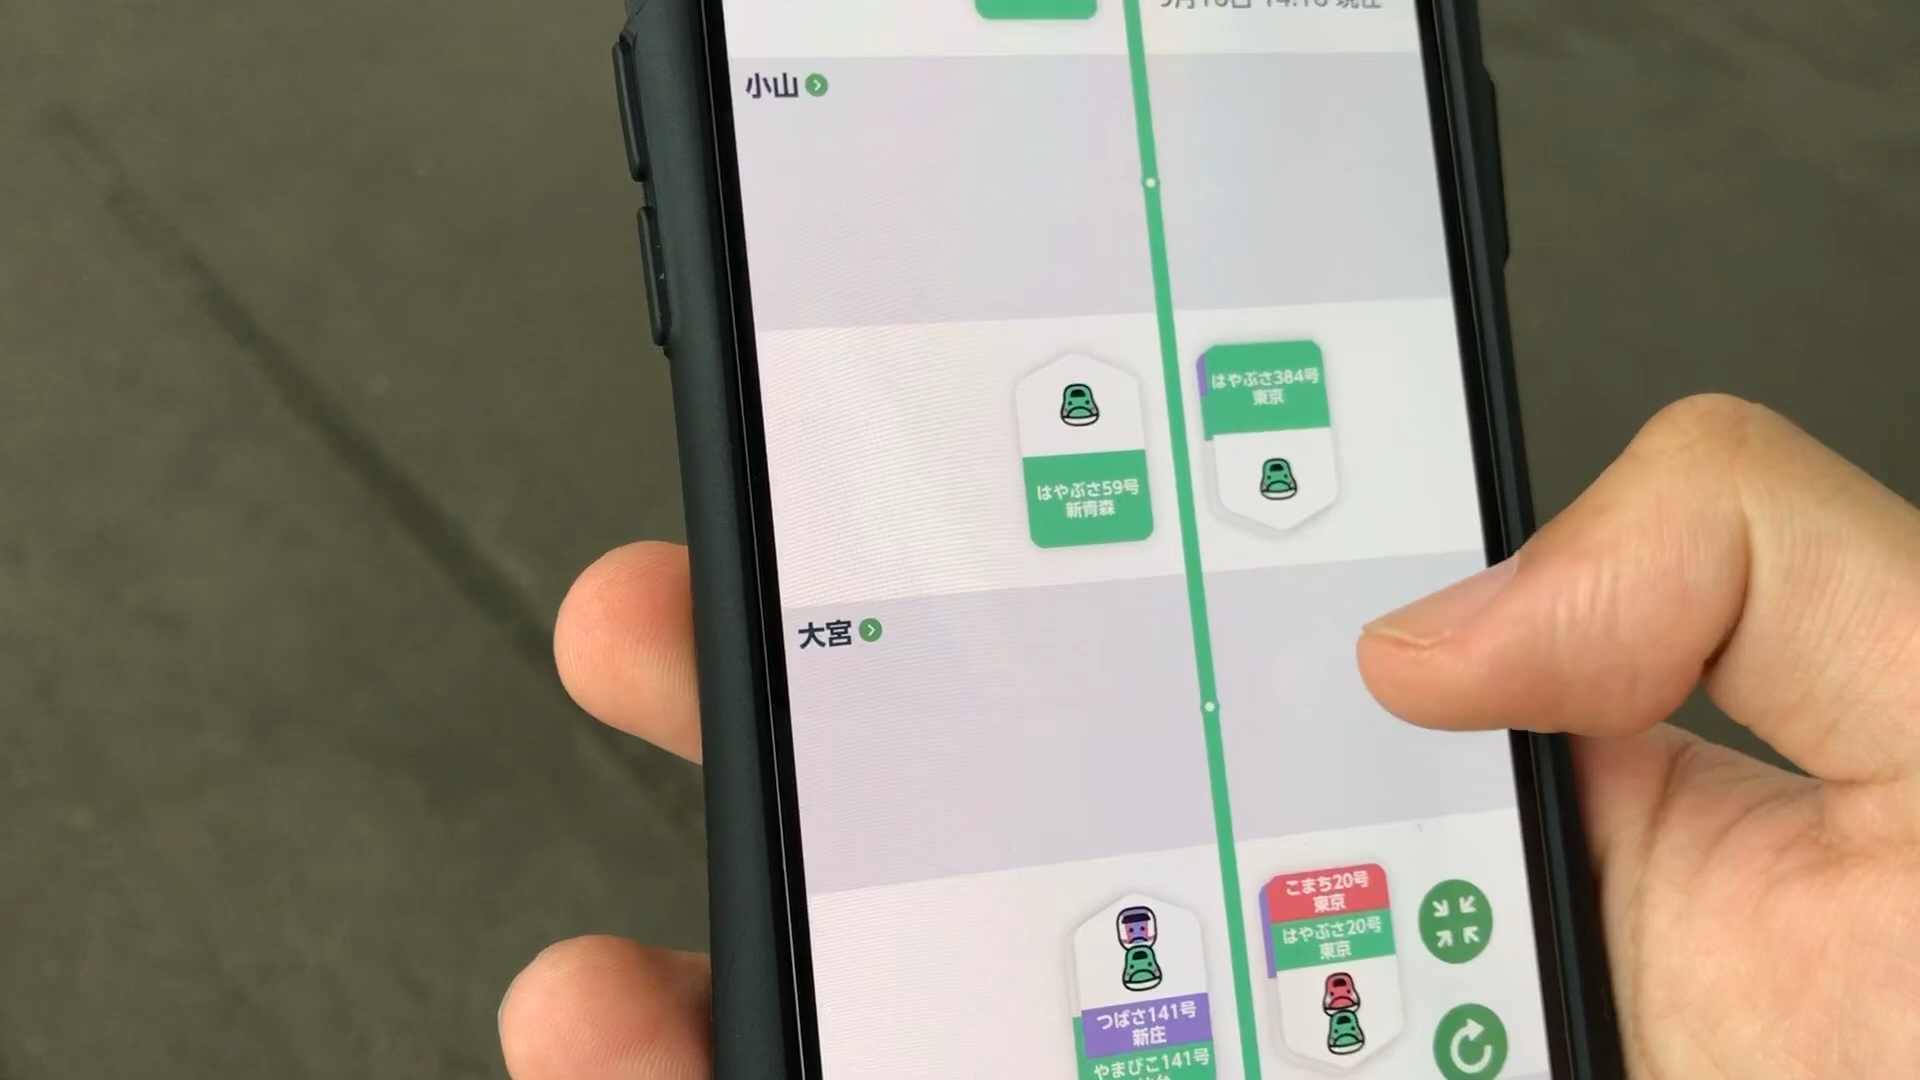 小山
はやぶさ384号
東京
はやぶさ59号
新青森
大宮
こまち20号
東京
はやぶさ20号
東京
つばさ141号
新庄
やまびこ141号